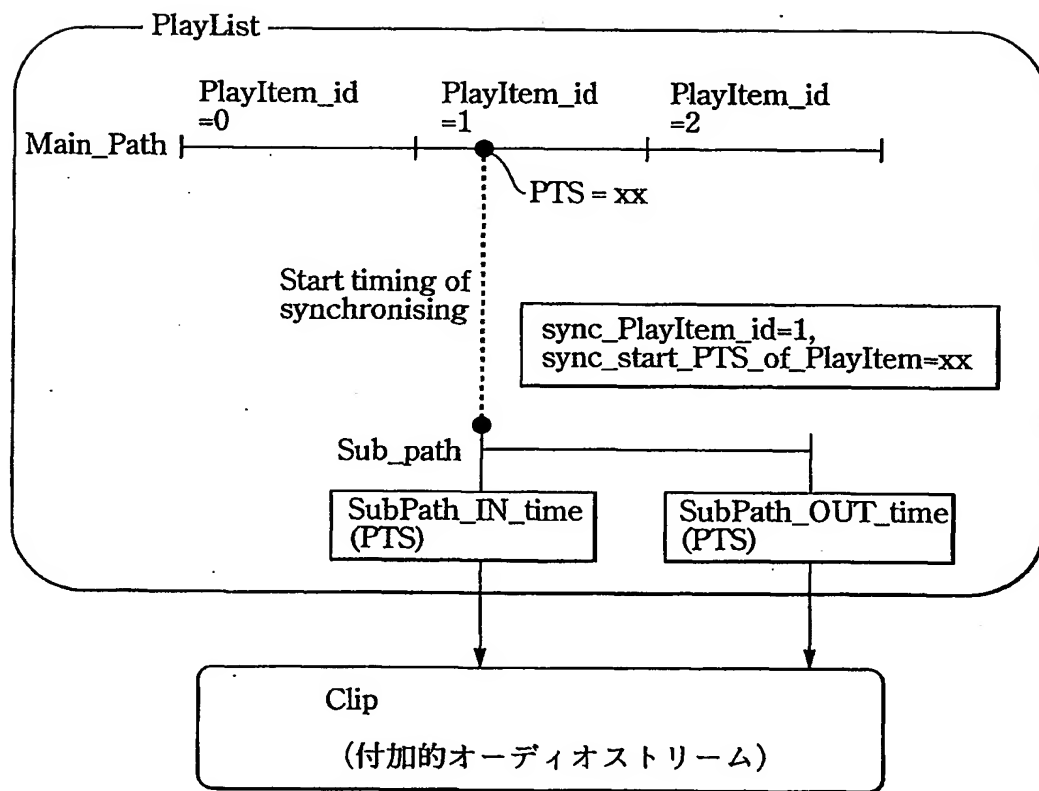 PlayList
PlayItem_id
=0
PlayItem_id
=1
PlayItem_id
=2
Main_Path
PTS = xx
Start timing of
synchronising
sync_PlayItem_id=1,
sync_start_PTS_of_PlayItem=xx
Sub_path
SubPath_IN_time
(PTS)
SubPath_OUT_time
(PTS)
Clip
(付加的オーディオストリーム)